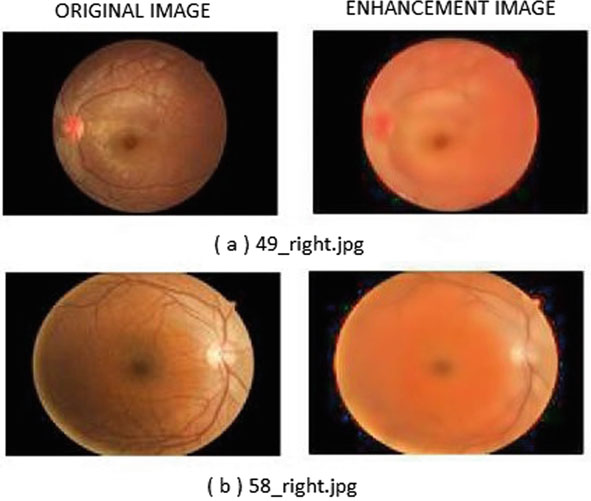 ORIGINAL IMAGE
ENHANCEMENT IMAGE
( a ) 49_right.jpg
( b ) 58_right.jpg